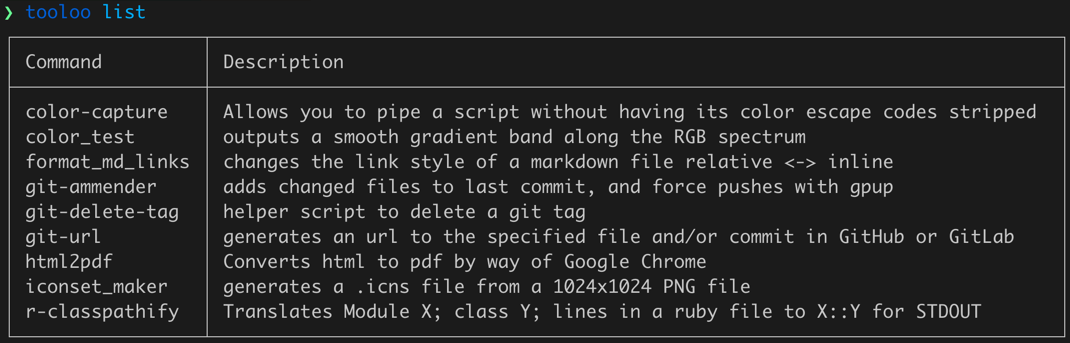 ❯ tooloo list
Command Description
color-capture Allows you to pipe a script without having its color escape codes stripped
color_test outputs a smooth gradient band along the RGB spectrum
format_md_links changes the link style of a markdown file relative <-> inline
git-ammender adds changed files to last commit, and force pushes with gpup
git-delete-tag helper script to delete a git tag
git-url generates an url to the specified file and/or commit in GitHub or GitLab
html2pdf Converts html to pdf by way of Google Chrome
iconset_maker generates a .icns file from a 1024x1024 PNG file
r-classpathify Translates Module X; class Y; lines in a ruby file to X::Y for STDOUT